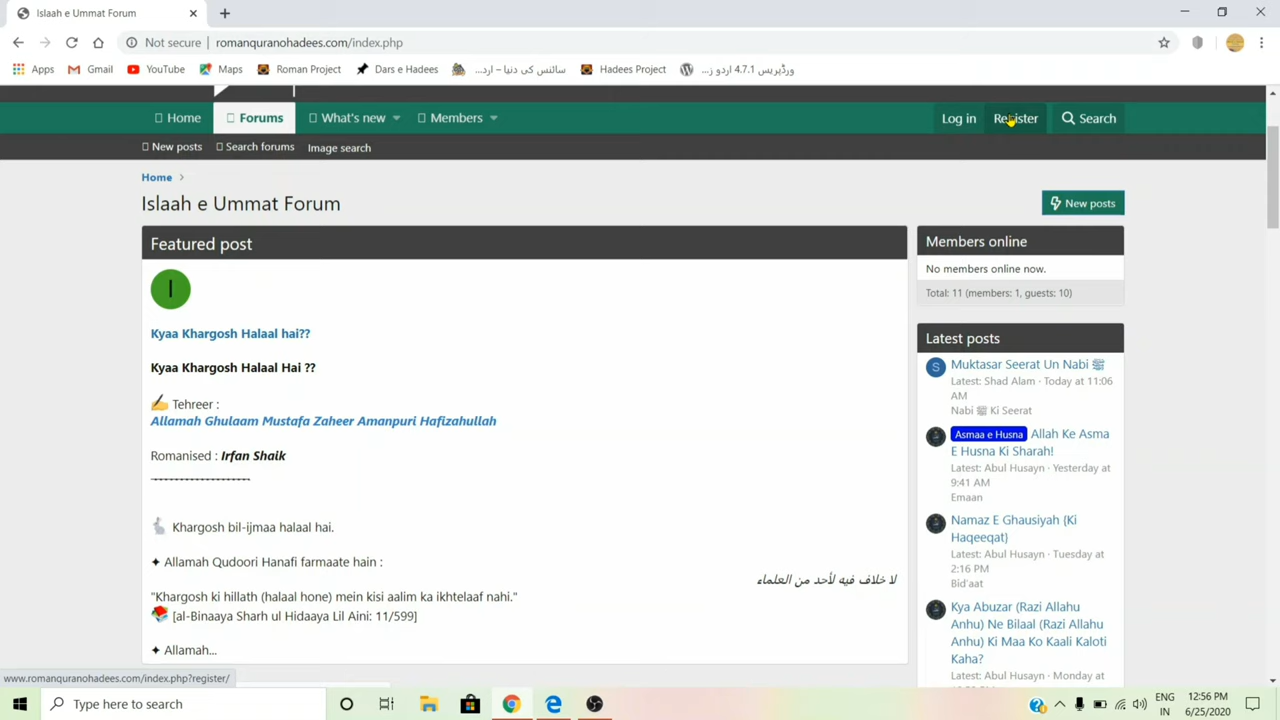 Islaah e Ummat Forum
Not secure | romanquranohadees.com/index.php
Apps Gmail YouTube Maps Roman Project Dars e Hadees سائنس کی دنیا – ارد... Hadees Project ورڈپریس 4.7.1 اردو ز...
Home Forums What's new Members Log in Register Search
New posts Search forums Image search
Home
Islaah e Ummat Forum
New posts
Featured post
I
Kyaa Khargosh Halaal hai??
Kyaa Khargosh Halaal Hai ??
Tehreer :
Allamah Ghulaam Mustafa Zaheer Amanpuri Hafizahullah
Romanised : Irfan Shaik
-------------------
Khargosh bil-ijmaa halaal hai.
✦ Allamah Qudoori Hanafi farmaate hain :
لا خلاف فيه لأحد من العلماء
"Khargosh ki hillath (halaal hone) mein kisi aalim ka ikhtelaaf nahi."
[al-Binaaya Sharh ul Hidaaya Lil Aini: 11/599]
✦ Allamah...
Members online
No members online now.
Total: 11 (members: 1, guests: 10)
Latest posts
S
Muktasar Seerat Un Nabi ﷺ
Latest: Shad Alam · Today at 11:06
AM
Nabi ﷺ Ki Seerat
Asmaa e Husna Allah Ke Asma
E Husna Ki Sharah!
Latest: Abul Husayn · Yesterday at
9:41 AM
Emaan
Namaz E Ghausiyah (Ki
Haqeeqat)
Latest: Abul Husayn · Tuesday at
2:16 PM
Bid'aat
Kya Abuzar (Razi Allahu
Anhu) Ne Bilaal (Razi Allahu
Anhu) Ki Maa Ko Kaali Kaloti
Kaha?
Latest: Abul Husayn · Monday at
www.romanquranohadees.com/index.php?register/
Type here to search
ENG
IN
12:56 PM
6/25/2020